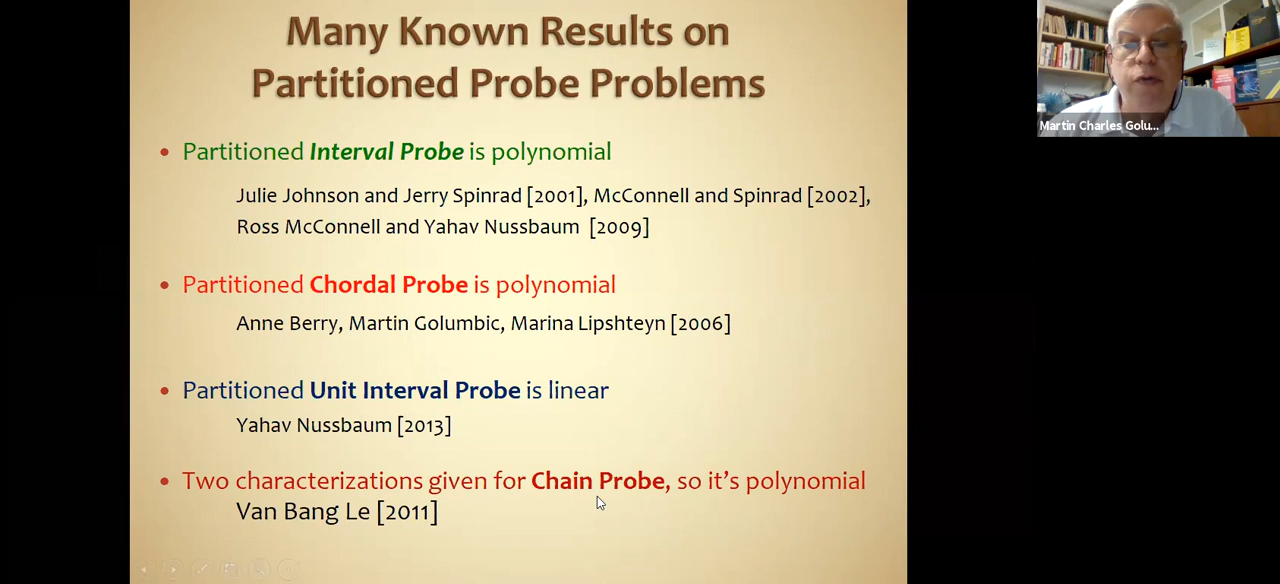 Many Known Results on
Partitioned Probe Problems
• Partitioned Interval Probe is polynomial
Julie Johnson and Jerry Spinrad [2001], McConnell and Spinrad [2002],
Ross McConnell and Yahav Nussbaum [2009]
• Partitioned Chordal Probe is polynomial
Anne Berry, Martin Golumbic, Marina Lipshteyn [2006]
• Partitioned Unit Interval Probe is linear
Yahav Nussbaum [2013]
• Two characterizations given for Chain Probe, so it's polynomial
Van Bang Le [2011]
Martin Charles Golu...